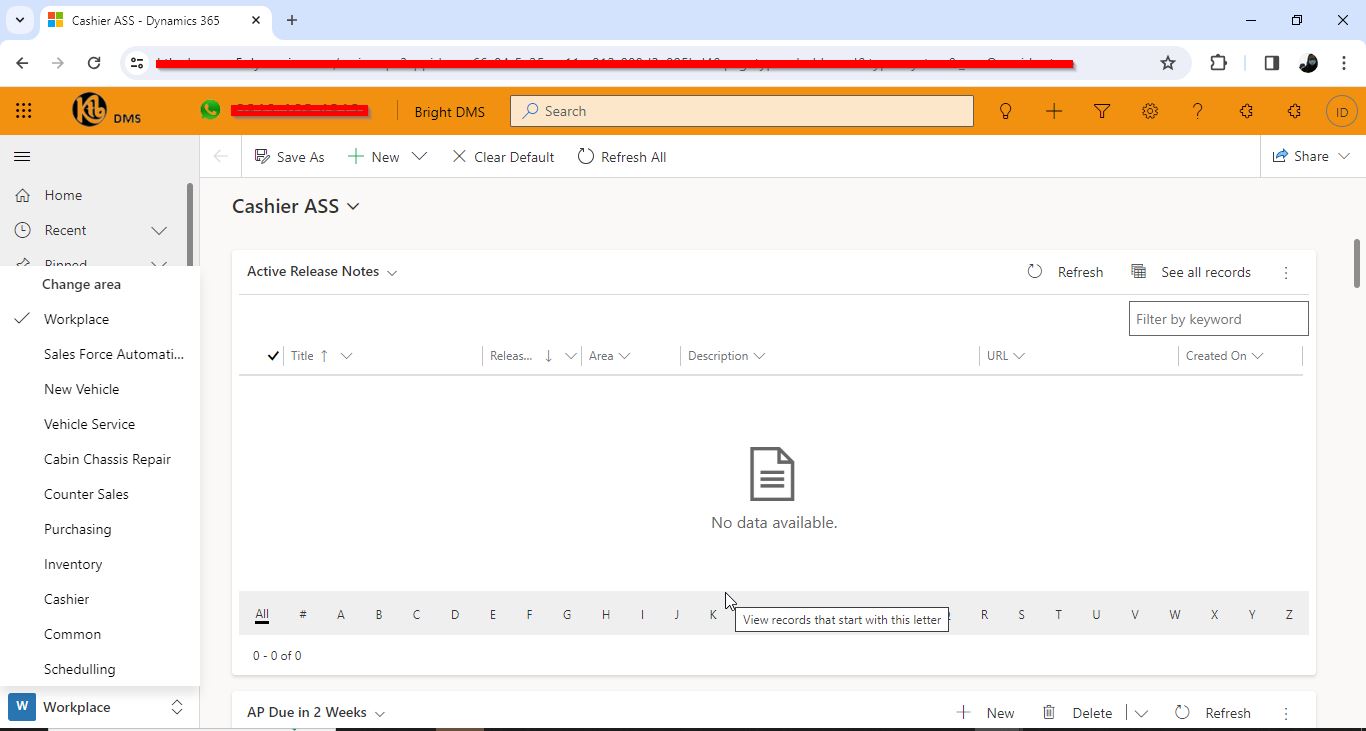 Cashier ASS - Dynamics 365
Ktb DMS
Bright DMS
Search
ID
Save As
New
Clear Default
Refresh All
Share
Home
Recent
Pinned
Change area
Workplace
Sales Force Automati...
New Vehicle
Vehicle Service
Cabin Chassis Repair
Counter Sales
Purchasing
Inventory
Cashier
Common
Schedulling
W Workplace
Cashier ASS
Active Release Notes
Refresh
See all records
Filter by keyword
Title
Releas...
Area
Description
URL
Created On
No data available.
All # A B C D E F G H I J K R S T U V W X Y Z
View records that start with this letter
0 - 0 of 0
AP Due in 2 Weeks
New
Delete
Refresh